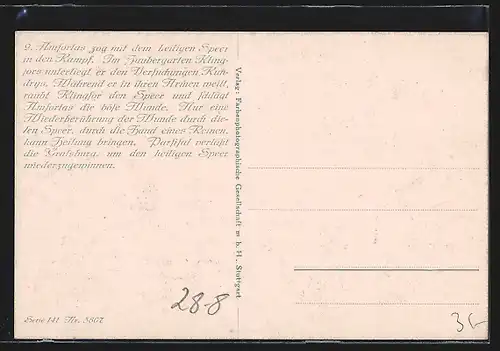 9. Amfortas zog mit dem heiligen Speer
in den Kampf. Im Zaubergarten Kling-
sors unterliegt er den Versuchungen Kun-
drys. Während er in ihren Armen weilt,
raubt Klingsor den Speer und schlägt
Amfortas die böse Wunde. Nur eine
Wiederberührung der Wunde durch die-
sen Speer, durch die Hand eines Reinen,
kann Heilung bringen. Parsifal verläßt
die Gralsburg, um den heiligen Speer
wiederzugewinnen.
Verlag: Farbenphotographische Gesellschaft m. b. H., Stuttgart
28-8
Serie 141 Nr. 3807